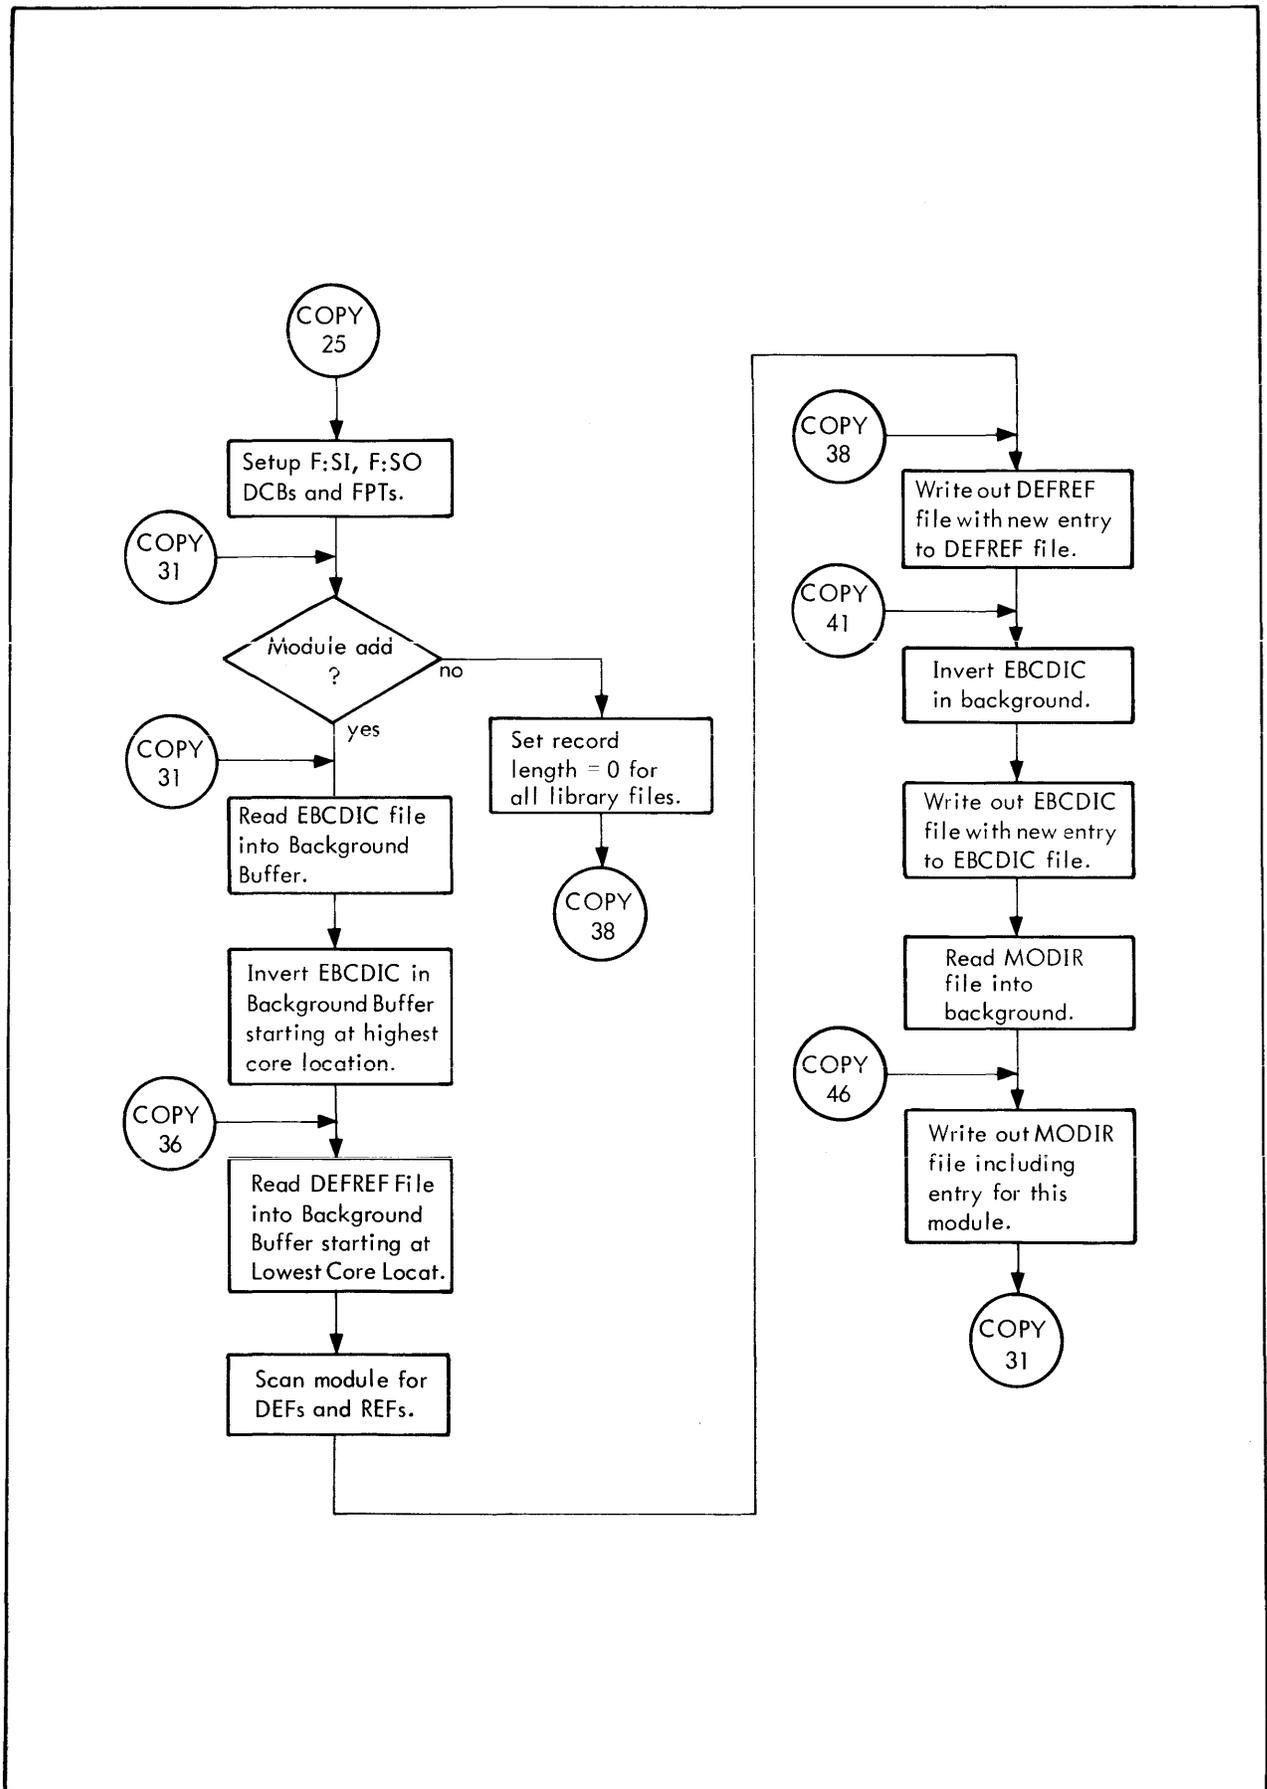 COPY
25
Setup F:SI, F:SO
DCBs and FPTs.
COPY
31
Module add
?
no
yes
COPY
31
Set record
length = 0 for
all library files.
Read EBCDIC file
into Background
Buffer.
COPY
38
Invert EBCDIC in
Background Buffer
starting at highest
core location.
COPY
36
Read DEFREF File
into Background
Buffer starting at
Lowest Core Locat.
Scan module for
DEFs and REFs.
COPY
38
Write out DEFREF
file with new entry
to DEFREF file.
COPY
41
Invert EBCDIC
in background.
Write out EBCDIC
file with new entry
to EBCDIC file.
Read MODIR
file into
background.
COPY
46
Write out MODIR
file including
entry for this
module.
COPY
31